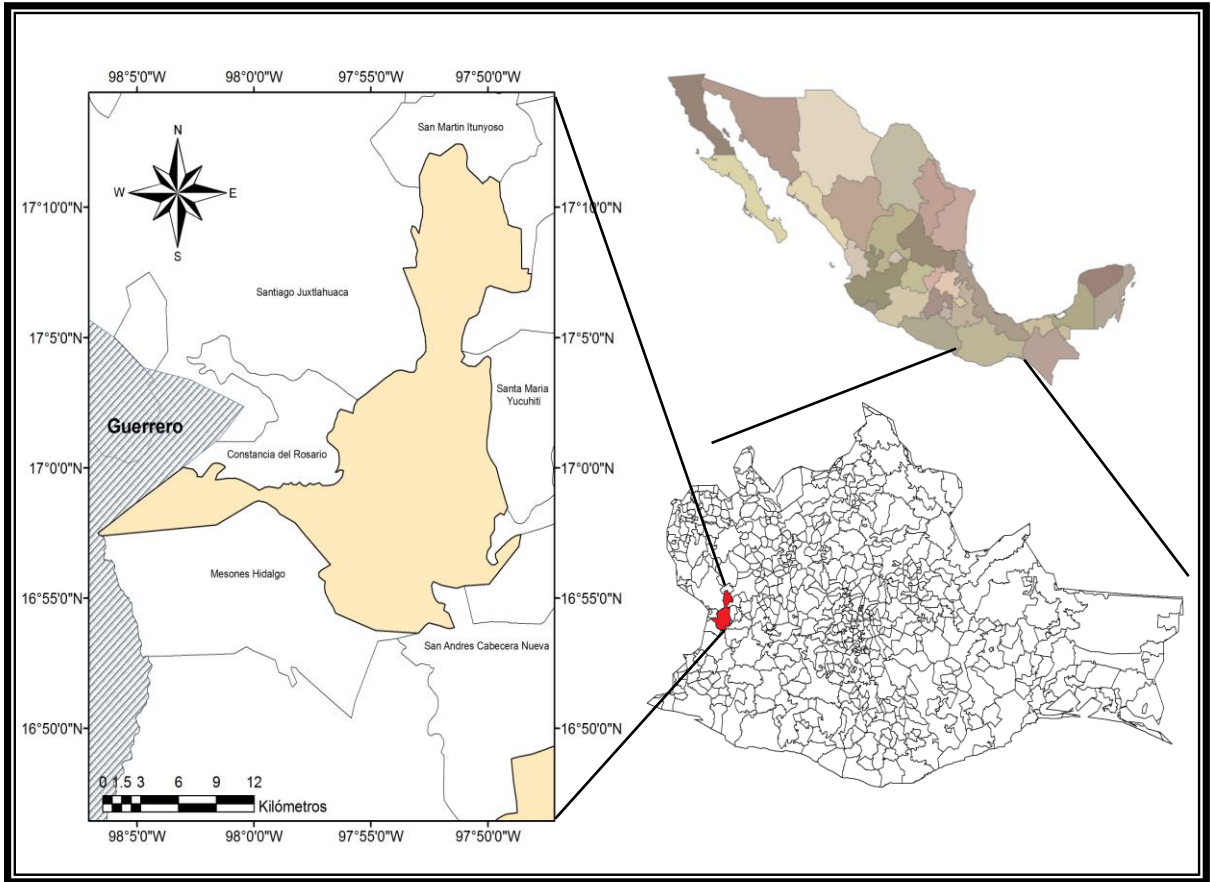 98°5'0"W 98°0'0"W 97°55'0"W 97°50'0"W
San Martin Itunyoso
N
W E
S
17°10'0"N 17°10'0"N
Santiago Juxtlahuaca
17°5'0"N 17°5'0"N
Santa Maria
Yucuhiti
Guerrero
Constancia del Rosario
17°0'0"N 17°0'0"N
Mesones Hidalgo
16°55'0"N 16°55'0"N
San Andres Cabecera Nueva
16°50'0"N 16°50'0"N
0 1.5 3 6 9 12
Kilómetros
98°5'0"W 98°0'0"W 97°55'0"W 97°50'0"W